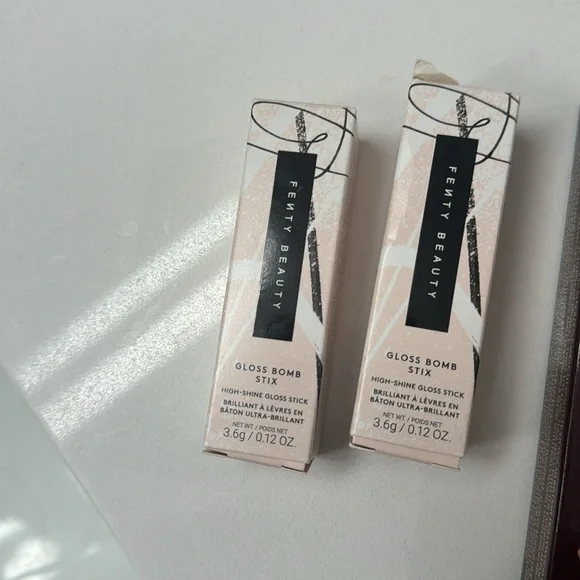 FEИTY BEAUTY
GLOSS BOMB
STIX
HIGH-SHINE GLOSS STICK
BRILLIANT À LÈVRES EN
BÂTON ULTRA-BRILLANT
NET WT. / POIDS NET
3.6g / 0.12 OZ.
FEИTY BEAUTY
GLOSS BOMB
STIX
HIGH-SHINE GLOSS STICK
BRILLIANT À LÈVRES EN
BÂTON ULTRA-BRILLANT
NET WT. / POIDS NET
3.6g / 0.12 OZ.